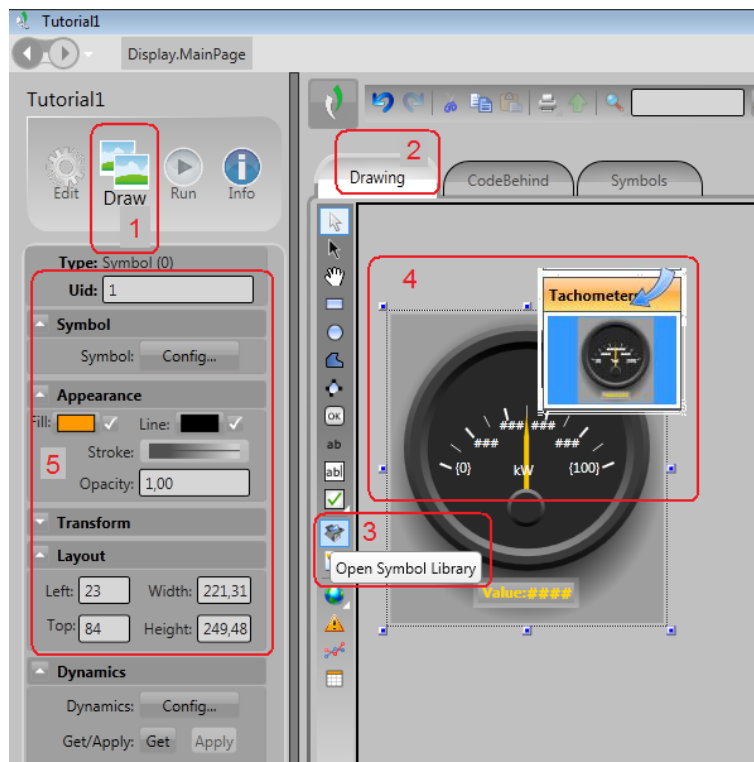 Tutorial1
Display.MainPage
Tutorial1
Edit Draw Run Info
1
2
Drawing CodeBehind Symbols
Type: Symbol (0)
Uid: 1
Symbol
Symbol: Config...
Appearance
Fill: Line:
5
Stroke:
Opacity: 1,00
Transform
Layout
Left: 23 Width: 221,31
Top: 84 Height: 249,48
Dynamics
Dynamics: Config...
Get/Apply: Get Apply
OK
ab
ab
3
Open Symbol Library
4
Tachometers
### ###
### ###
{0} kW {100}
Value:####